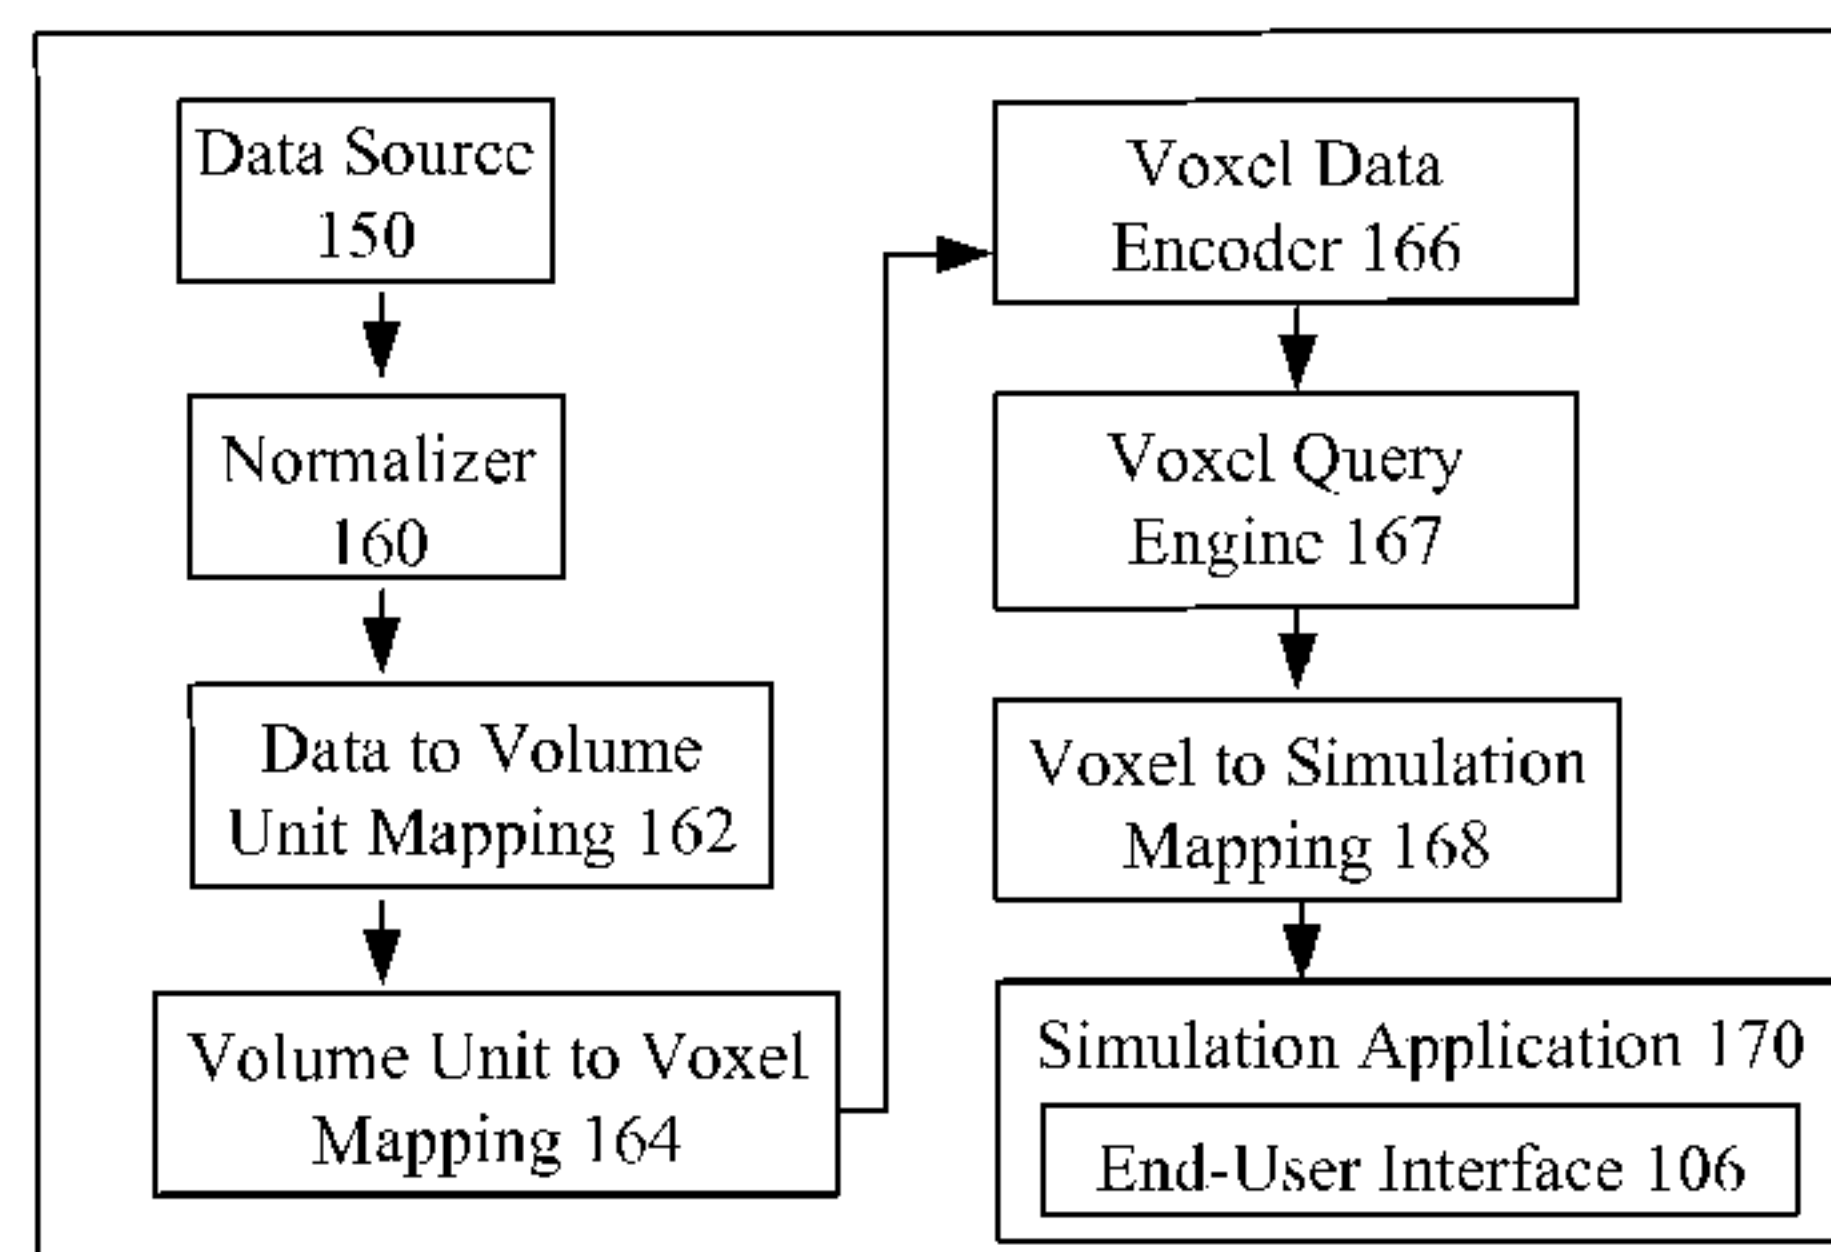 Data Source
150
Normalizer
160
Data to Volume
Unit Mapping 162
Volume Unit to Voxel
Mapping 164
Voxel Data
Encoder 166
Voxel Query
Engine 167
Voxel to Simulation
Mapping 168
Simulation Application 170
End-User Interface 106